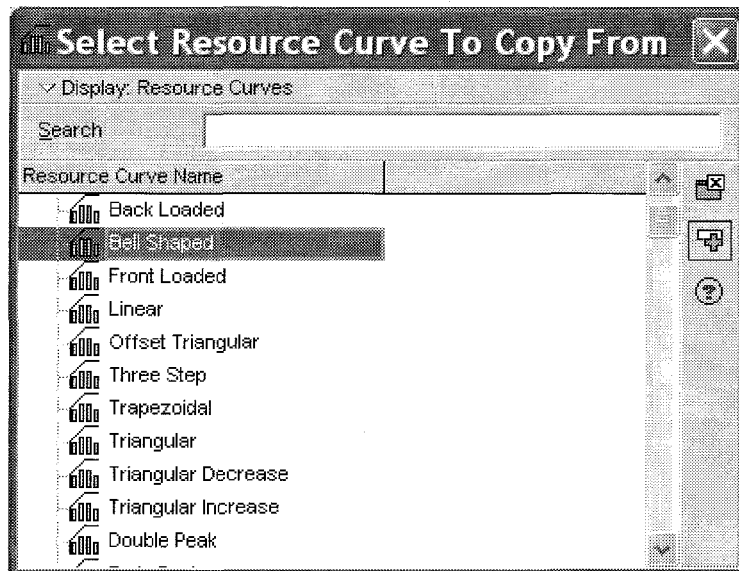 Select Resource Curve To Copy From
Display: Resource Curves
Search
Resource Curve Name
Back Loaded
Bell Shaped
Front Loaded
Linear
Offset Triangular
Three Step
Trapezoidal
Triangular
Triangular Decrease
Triangular Increase
Double Peak